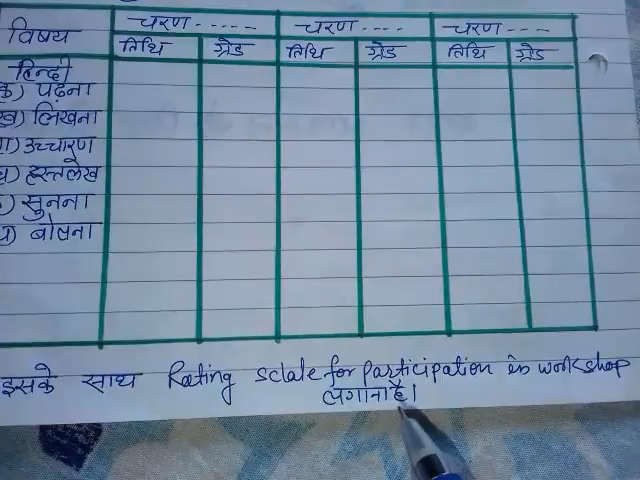 विषय चरण ..... चरण .... चरण ---
तिथि ग्रेड तिथि ग्रेड तिथि ग्रेड
हिन्दी
क) पढ़ना
ख) लिखना
ग) उच्चारण
घ) हस्तलेख
ङ) सुनना
च) बोलना
इसके साथ Rating sclale for participation in workshop
लगाना है।